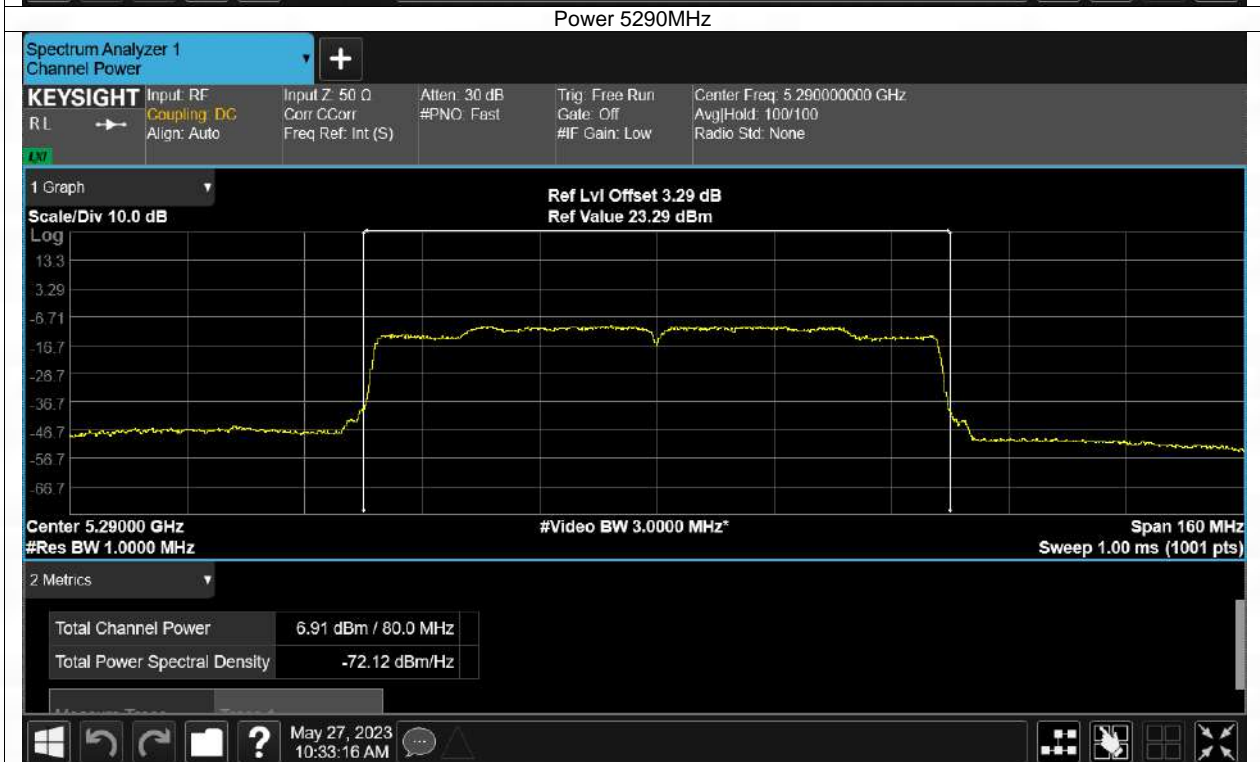 Power 5290MHz
Spectrum Analyzer 1
Channel Power
+
KEYSIGHT
RL
LXI
Input: RF
Coupling: DC
Align: Auto
Input Z: 50 Ω
Corr CCorr
Freq Ref: Int (S)
Atten: 30 dB
#PNO: Fast
Trig: Free Run
Gate: Off
#IF Gain: Low
Center Freq: 5.290000000 GHz
Avg|Hold: 100/100
Radio Std: None
1 Graph
Scale/Div 10.0 dB
Ref Lvl Offset 3.29 dB
Ref Value 23.29 dBm
Log
13.3
3.29
-6.71
-16.7
-26.7
-36.7
-46.7
-56.7
-66.7
Center 5.29000 GHz
#Video BW 3.0000 MHz*
Span 160 MHz
#Res BW 1.0000 MHz
Sweep 1.00 ms (1001 pts)
2 Metrics
Total Channel Power 6.91 dBm / 80.0 MHz
Total Power Spectral Density -72.12 dBm/Hz
?
May 27, 2023
10:33:16 AM